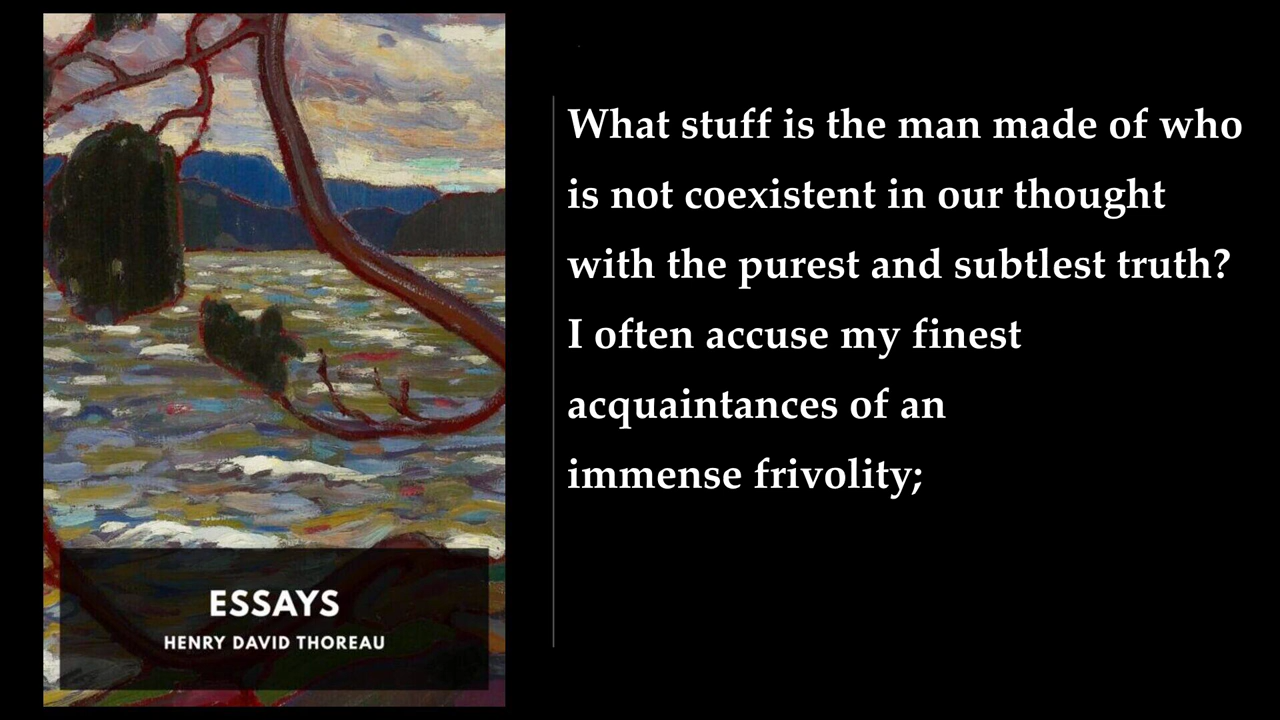 ESSAYS
HENRY DAVID THOREAU
What stuff is the man made of who
is not coexistent in our thought
with the purest and subtlest truth?
I often accuse my finest
acquaintances of an
immense frivolity;